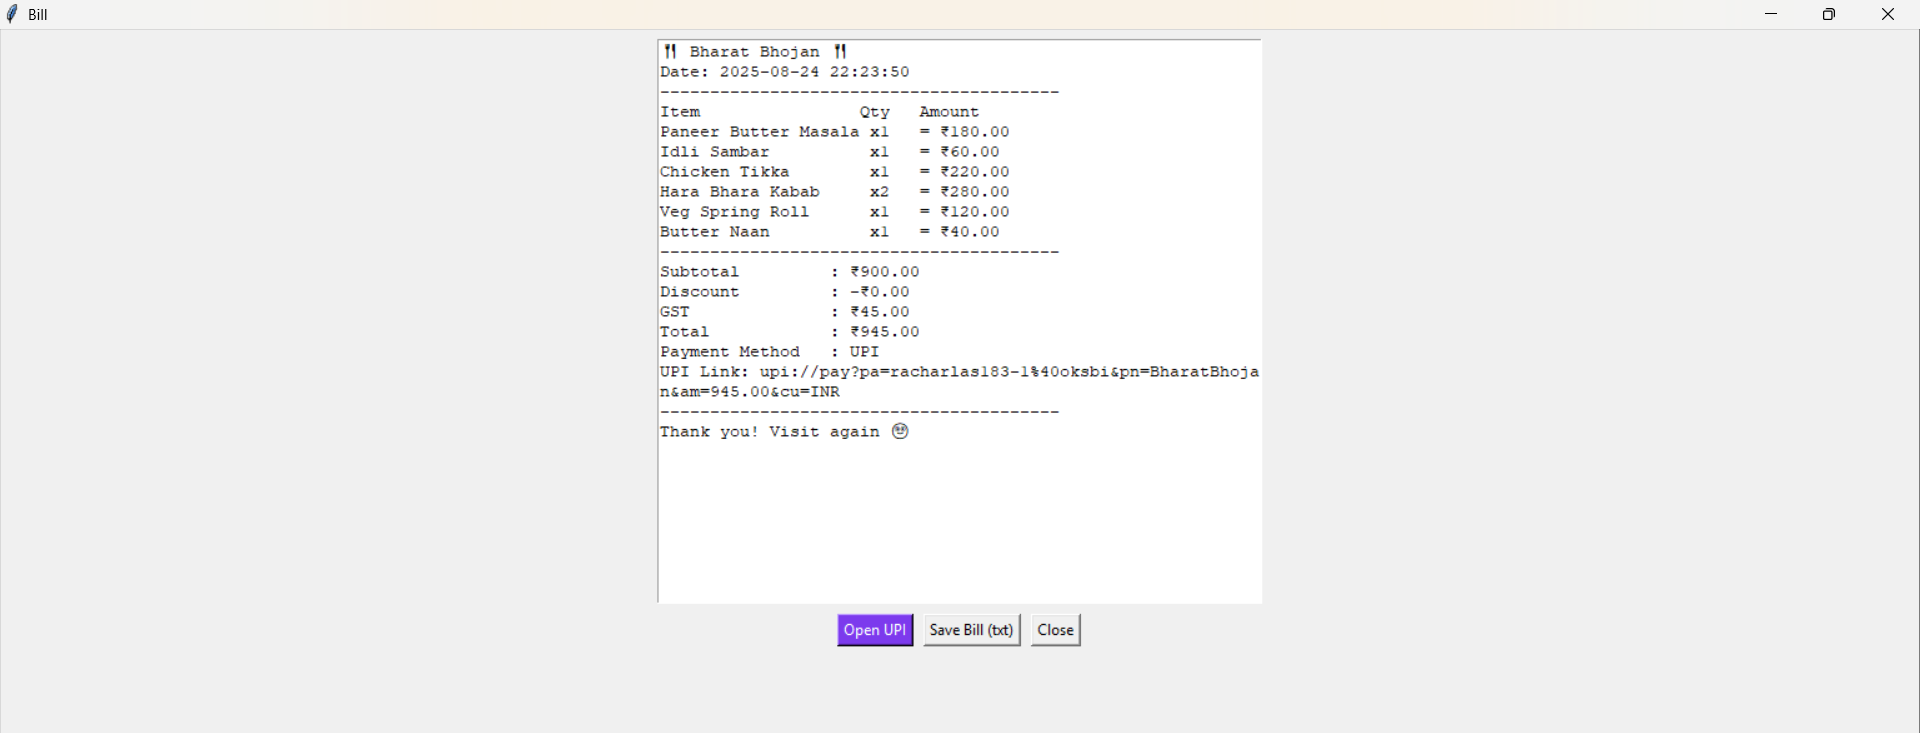 Bill
🍴 Bharat Bhojan 🍴
Date: 2025-08-24 22:23:50
----------------------------------------
Item                Qty   Amount
Paneer Butter Masala x1   = ₹180.00
Idli Sambar          x1   = ₹60.00
Chicken Tikka        x1   = ₹220.00
Hara Bhara Kabab     x2   = ₹280.00
Veg Spring Roll      x1   = ₹120.00
Butter Naan          x1   = ₹40.00
----------------------------------------
Subtotal         : ₹900.00
Discount         : -₹0.00
GST              : ₹45.00
Total            : ₹945.00
Payment Method   : UPI
UPI Link: upi://pay?pa=racharlas183-1%40oksbi&pn=BharatBhoja
n&am=945.00&cu=INR
----------------------------------------
Thank you! Visit again 😇
Open UPI Save Bill (txt) Close